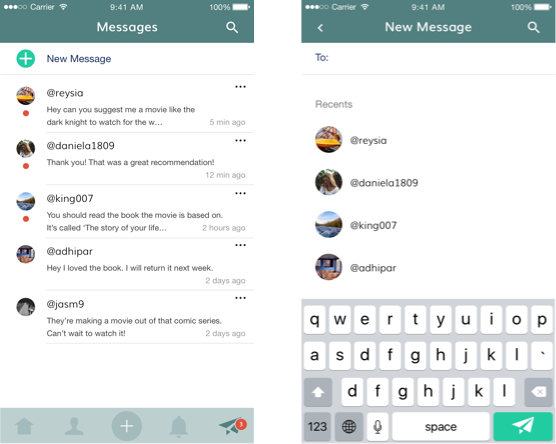 Carrier 9:41 AM 100%
Messages
New Message
@reysia
Hey can you suggest me a movie like the
dark knight to watch for the w... 5 min ago
@daniela1809
Thank you! That was a great recommendation!
12 min ago
@king007
You should read the book the movie is based on.
It's called 'The story of your life... 2 hours ago
@adhipar
Hey I loved the book. I will return it next week.
2 days ago
@jasm9
They're making a movie out of that comic series.
Can't wait to watch it! 2 days ago
3
Carrier 9:41 AM 100%
New Message
To:
Recents
@reysia
@daniela1809
@king007
@adhipar
q w e r t y u i o p
a s d f g h j k l `
d f g h j k l
123 space